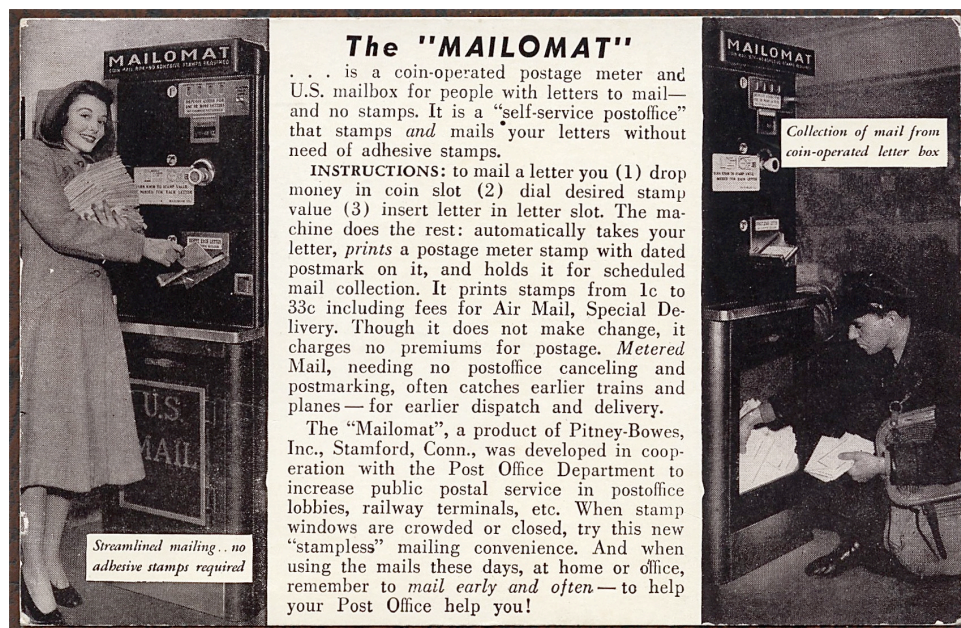 MAILOMAT
U.S.
MAIL
Streamlined mailing . . no
adhesive stamps required
The "MAILOMAT"
. . . is a coin-operated postage meter and
U.S. mailbox for people with letters to mail—
and no stamps. It is a “self-service postoffice”
that stamps and mails your letters without
need of adhesive stamps.
INSTRUCTIONS: to mail a letter you (1) drop
money in coin slot (2) dial desired stamp
value (3) insert letter in letter slot. The ma-
chine does the rest: automatically takes your
letter, prints a postage meter stamp with dated
postmark on it, and holds it for scheduled
mail collection. It prints stamps from 1c to
33c including fees for Air Mail, Special De-
livery. Though it does not make change, it
charges no premiums for postage. Metered
Mail, needing no postoffice canceling and
postmarking, often catches earlier trains and
planes — for earlier dispatch and delivery.
The “Mailomat”, a product of Pitney-Bowes,
Inc., Stamford, Conn., was developed in coop-
eration with the Post Office Department to
increase public postal service in postoffice
lobbies, railway terminals, etc. When stamp
windows are crowded or closed, try this new
“stampless” mailing convenience. And when
using the mails these days, at home or office,
remember to mail early and often — to help
your Post Office help you!
MAILOMAT
Collection of mail from
coin-operated letter box